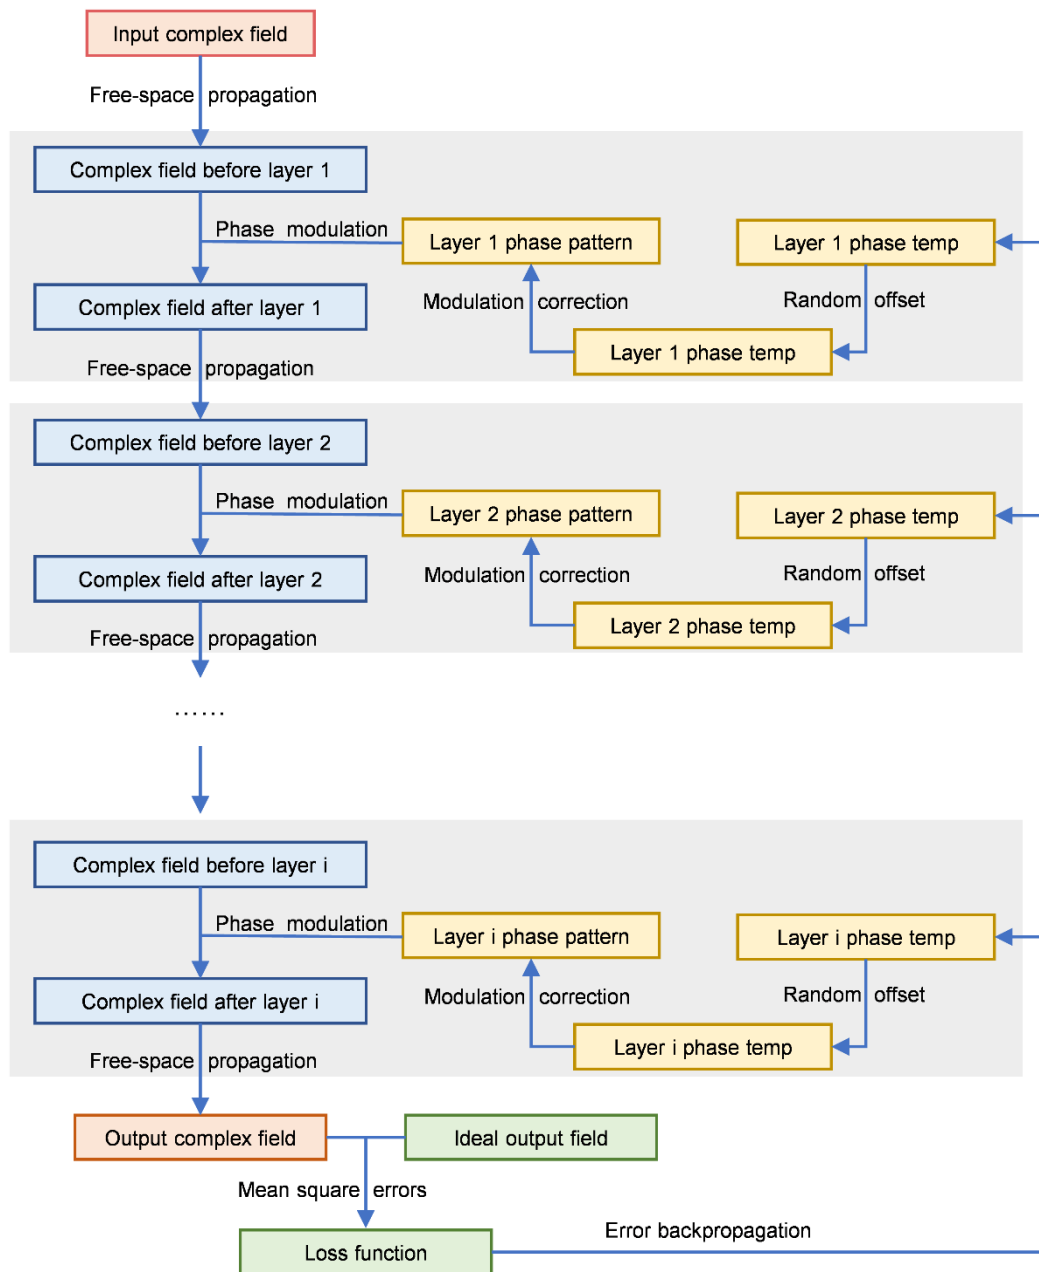 Input complex field
Free-space propagation
Complex field before layer 1
Phase modulation
Layer 1 phase pattern
Layer 1 phase temp
Complex field after layer 1
Modulation correction
Random offset
Layer 1 phase temp
Free-space propagation
Complex field before layer 2
Phase modulation
Layer 2 phase pattern
Layer 2 phase temp
Complex field after layer 2
Modulation correction
Random offset
Layer 2 phase temp
Free-space propagation
......
Complex field before layer i
Phase modulation
Layer i phase pattern
Layer i phase temp
Complex field after layer i
Modulation correction
Random offset
Layer i phase temp
Free-space propagation
Output complex field
Ideal output field
Mean square errors
Loss function
Error backpropagation